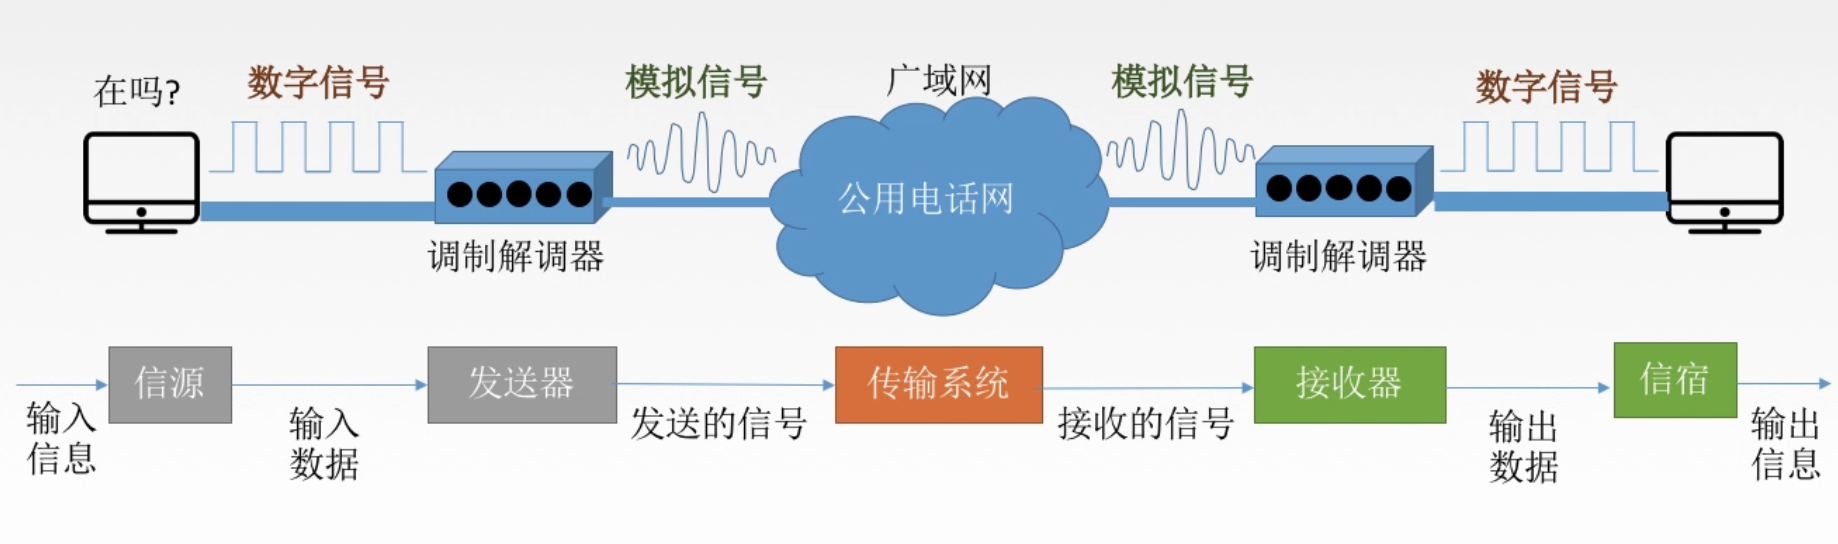 在吗?
数字信号
模拟信号
广域网
模拟信号
数字信号
公用电话网
调制解调器
调制解调器
信源
发送器
传输系统
接收器
信宿
输入
信息
输入
数据
发送的信号
接收的信号
输出
数据
输出
信息